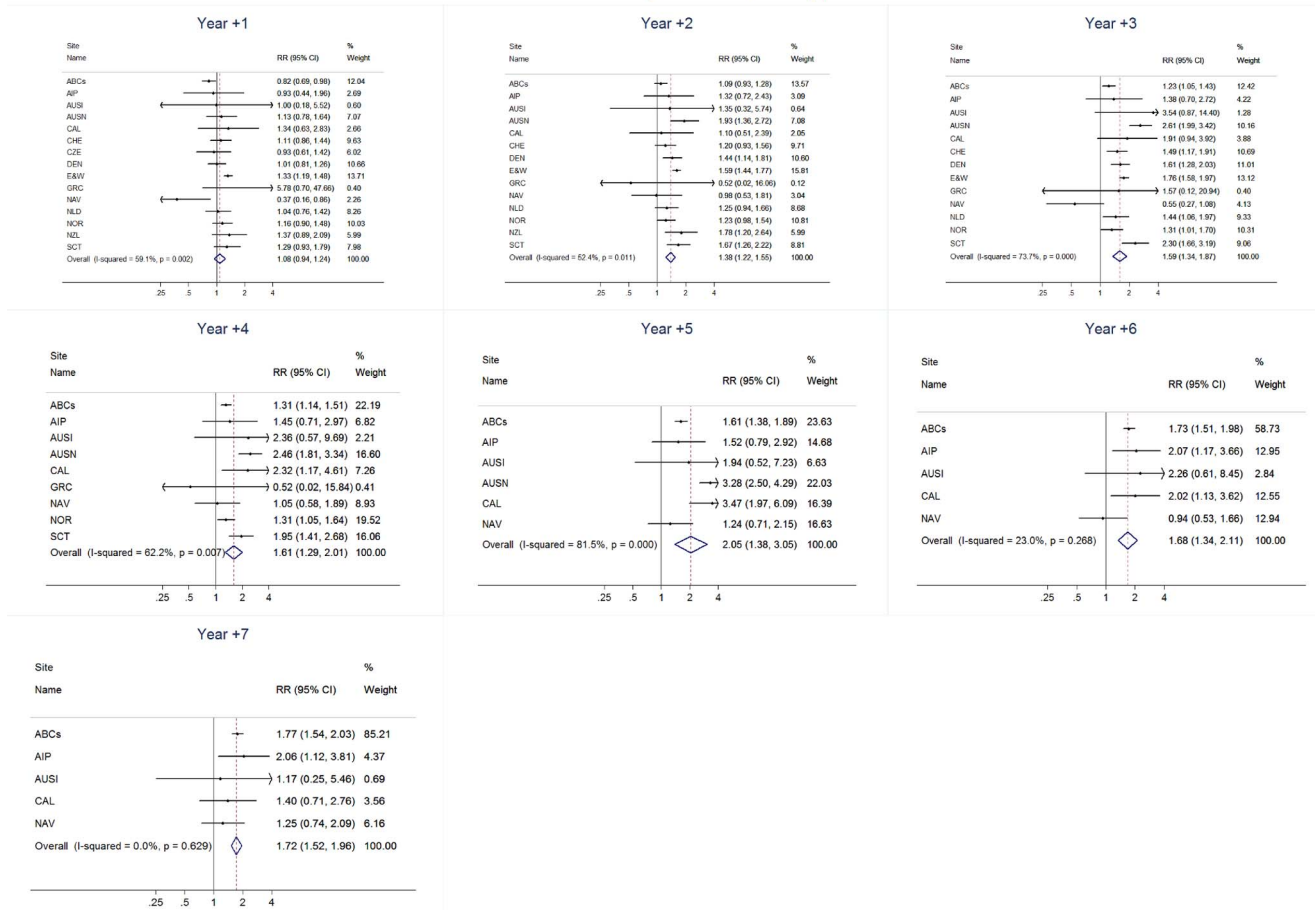 Year +1
Site %
Name RR (95% CI) Weight
ABCs 0.82 (0.69, 0.98) 12.04
AIP 0.93 (0.44, 1.96) 2.69
AUSI 1.00 (0.18, 5.52) 0.60
AUSN 1.13 (0.78, 1.64) 7.07
CAL 1.34 (0.63, 2.83) 2.66
CHE 1.11 (0.86, 1.44) 9.63
CZE 0.93 (0.61, 1.42) 6.02
DEN 1.01 (0.81, 1.26) 10.66
E&W 1.33 (1.19, 1.48) 13.71
GRC 5.78 (0.70, 47.66) 0.40
NAV 0.37 (0.16, 0.86) 2.26
NLD 1.04 (0.76, 1.42) 8.26
NOR 1.16 (0.90, 1.48) 10.03
NZL 1.37 (0.89, 2.09) 5.99
SCT 1.29 (0.93, 1.79) 7.98
Overall (I-squared = 59.1%, p = 0.002) 1.08 (0.94, 1.24) 100.00
.25 .5 1 2 4
Year +2
Site %
Name RR (95% CI) Weight
ABCs 1.09 (0.93, 1.28) 13.57
AIP 1.32 (0.72, 2.43) 3.09
AUSI 1.35 (0.32, 5.74) 0.64
AUSN 1.93 (1.36, 2.72) 7.08
CAL 1.10 (0.51, 2.39) 2.05
CHE 1.20 (0.93, 1.56) 9.71
DEN 1.44 (1.14, 1.81) 10.60
E&W 1.59 (1.44, 1.77) 15.81
GRC 0.52 (0.02, 16.06) 0.12
NAV 0.98 (0.53, 1.81) 3.04
NLD 1.25 (0.94, 1.66) 8.68
NOR 1.23 (0.98, 1.54) 10.81
NZL 1.78 (1.20, 2.64) 5.99
SCT 1.67 (1.26, 2.22) 8.81
Overall (I-squared = 52.4%, p = 0.011) 1.38 (1.22, 1.55) 100.00
.25 .5 1 2 4
Year +3
Site %
Name RR (95% CI) Weight
ABCs 1.23 (1.05, 1.43) 12.42
AIP 1.38 (0.70, 2.72) 4.22
AUSI 3.54 (0.87, 14.40) 1.28
AUSN 2.61 (1.99, 3.42) 10.16
CAL 1.91 (0.94, 3.92) 3.88
CHE 1.49 (1.17, 1.91) 10.69
DEN 1.61 (1.28, 2.03) 11.01
E&W 1.76 (1.58, 1.97) 13.12
GRC 1.57 (0.12, 20.94) 0.40
NAV 0.55 (0.27, 1.08) 4.13
NLD 1.44 (1.06, 1.97) 9.33
NOR 1.31 (1.01, 1.70) 10.31
SCT 2.30 (1.66, 3.19) 9.06
Overall (I-squared = 73.7%, p = 0.000) 1.59 (1.34, 1.87) 100.00
.25 .5 1 2 4
Year +4
Site %
Name RR (95% CI) Weight
ABCs 1.31 (1.14, 1.51) 22.19
AIP 1.45 (0.71, 2.97) 6.82
AUSI 2.36 (0.57, 9.69) 2.21
AUSN 2.46 (1.81, 3.34) 16.60
CAL 2.32 (1.17, 4.61) 7.26
GRC 0.52 (0.02, 15.84) 0.41
NAV 1.05 (0.58, 1.89) 8.93
NOR 1.31 (1.05, 1.64) 19.52
SCT 1.95 (1.41, 2.68) 16.06
Overall (I-squared = 62.2%, p = 0.007) 1.61 (1.29, 2.01) 100.00
.25 .5 1 2 4
Year +5
Site %
Name RR (95% CI) Weight
ABCs 1.61 (1.38, 1.89) 23.63
AIP 1.52 (0.79, 2.92) 14.68
AUSI 1.94 (0.52, 7.23) 6.63
AUSN 3.28 (2.50, 4.29) 22.03
CAL 3.47 (1.97, 6.09) 16.39
NAV 1.24 (0.71, 2.15) 16.63
Overall (I-squared = 81.5%, p = 0.000) 2.05 (1.38, 3.05) 100.00
.25 .5 1 2 4
Year +6
Site %
Name RR (95% CI) Weight
ABCs 1.73 (1.51, 1.98) 58.73
AIP 2.07 (1.17, 3.66) 12.95
AUSI 2.26 (0.61, 8.45) 2.84
CAL 2.02 (1.13, 3.62) 12.55
NAV 0.94 (0.53, 1.66) 12.94
Overall (I-squared = 23.0%, p = 0.268) 1.68 (1.34, 2.11) 100.00
.25 .5 1 2 4
Year +7
Site %
Name RR (95% CI) Weight
ABCs 1.77 (1.54, 2.03) 85.21
AIP 2.06 (1.12, 3.81) 4.37
AUSI 1.17 (0.25, 5.46) 0.69
CAL 1.40 (0.71, 2.76) 3.56
NAV 1.25 (0.74, 2.09) 6.16
Overall (I-squared = 0.0%, p = 0.629) 1.72 (1.52, 1.96) 100.00
.25 .5 1 2 4